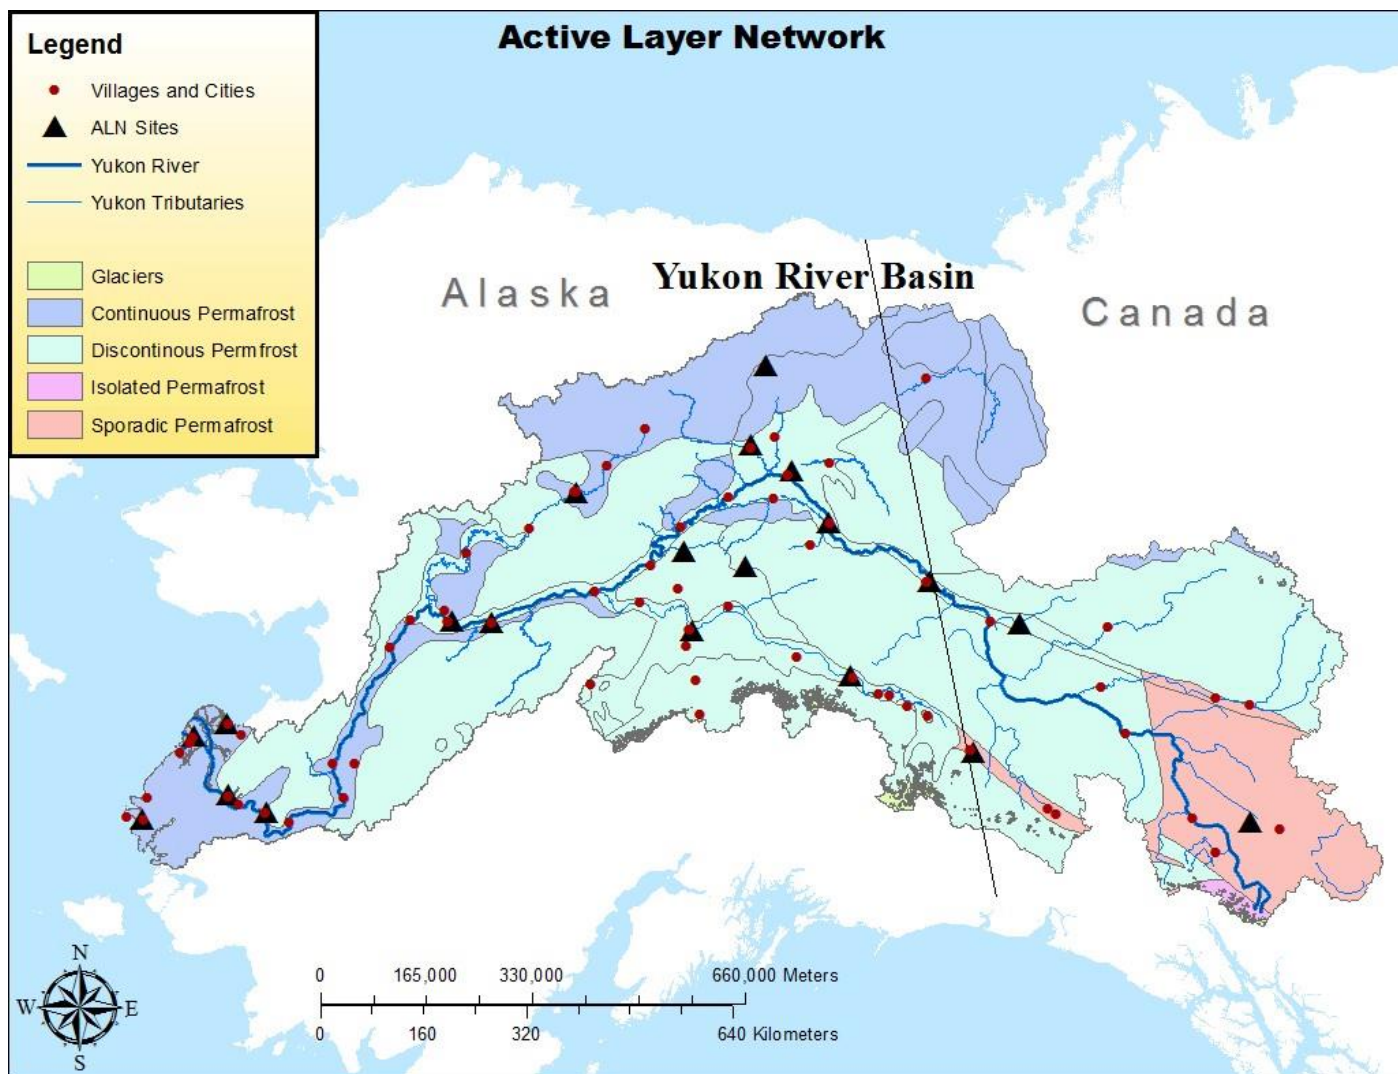 Active Layer Network
Legend
Villages and Cities
ALN Sites
Yukon River
Yukon Tributaries
Glaciers
Continuous Permafrost
Discontinous Permfrost
Isolated Permafrost
Sporadic Permafrost
Yukon River Basin
Alaska
Canada
N
W E
S
0 165,000 330,000 660,000 Meters
0 160 320 640 Kilometers